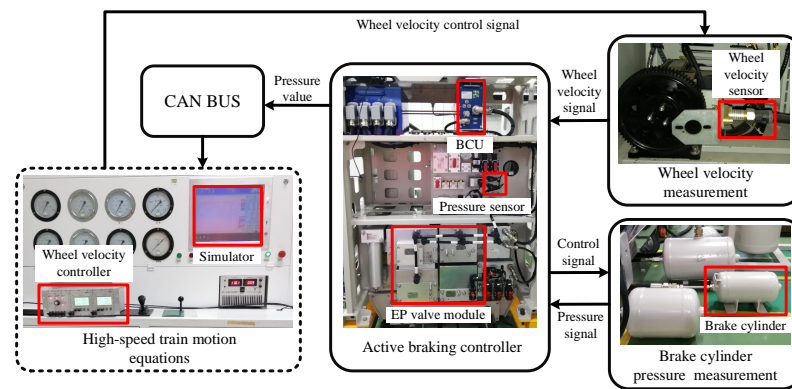 Wheel velocity control signal
CAN BUS
Pressure
value
Wheel
velocity
signal
Wheel
velocity
sensor
BCU
Wheel velocity
measurement
Pressure sensor
Wheel velocity
controller
Simulator
Control
signal
EP valve module
Pressure
signal
Brake cylinder
High-speed train motion
equations
Active braking controller
Brake cylinder
pressure measurement